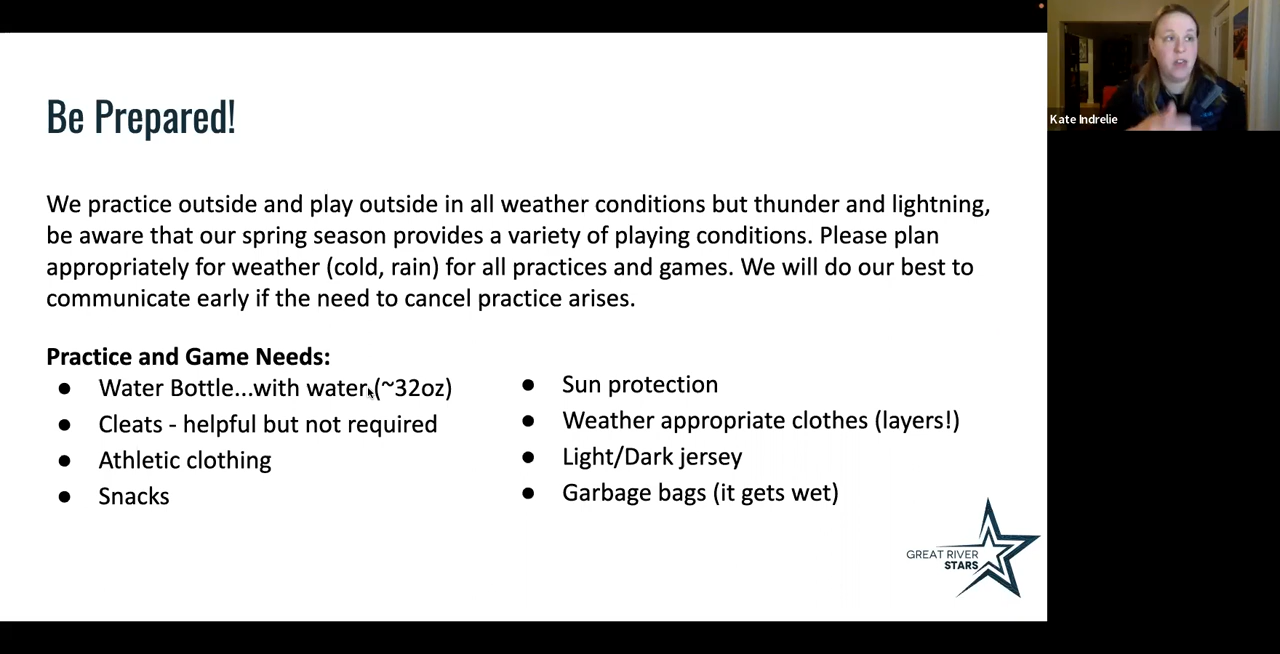 Be Prepared!
We practice outside and play outside in all weather conditions but thunder and lightning,
be aware that our spring season provides a variety of playing conditions. Please plan
appropriately for weather (cold, rain) for all practices and games. We will do our best to
communicate early if the need to cancel practice arises.
Practice and Game Needs:
● Water Bottle...with water (~32oz)
● Cleats - helpful but not required
● Athletic clothing
● Snacks
● Sun protection
● Weather appropriate clothes (layers!)
● Light/Dark jersey
● Garbage bags (it gets wet)
GREAT RIVER
STARS
Kate Indrelie